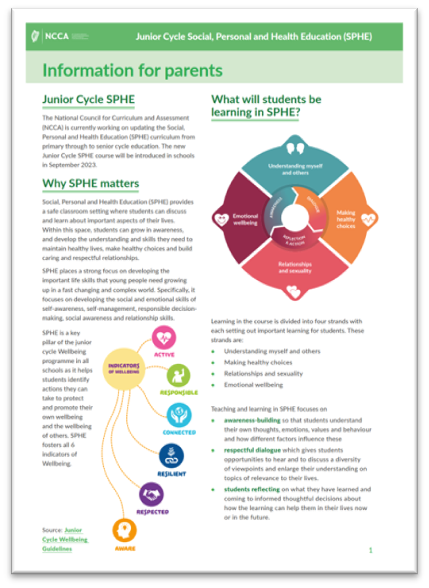 NCCA
Junior Cycle Social, Personal and Health Education (SPHE)
Information for parents
Junior Cycle SPHE
The National Council for Curriculum and Assessment
(NCCA) is currently working on updating the Social,
Personal and Health Education (SPHE) curriculum from
primary through to senior cycle education. The new
Junior Cycle SPHE course will be introduced in schools
in September 2023.
Why SPHE matters
Social, Personal and Health Education (SPHE) provides
a safe classroom setting where students can discuss
and learn about important aspects of their lives.
Within this space, students can grow in awareness,
and develop the understanding and skills they need to
maintain healthy lives, make healthy choices and build
caring and respectful relationships.
SPHE places a strong focus on developing the
important life skills that young people need growing
up in a fast changing and complex world. Specifically, it
focuses on developing the social and emotional skills of
self-awareness, self-management, responsible decision-
making, social awareness and relationship skills.
SPHE is a key
pillar of the junior
cycle Wellbeing
programme in all
schools as it helps
students identify
actions they can
take to protect
and promote their
own wellbeing
and the wellbeing
of others. SPHE
fosters all 6
indicators of
Wellbeing.
INDICATORS
OF WELLBEING
ACTIVE
RESPONSIBLE
CONNECTED
RESILIENT
RESPECTED
AWARE
Source: Junior
Cycle Wellbeing
Guidelines
What will students be
learning in SPHE?
Understanding myself
and others
Emotional
wellbeing
Making
healthy
choices
Relationships
and sexuality
REFLECTION
& ACTION
Learning in the course is divided into four strands with
each setting out important learning for students. These
strands are:
• Understanding myself and others
• Making healthy choices
• Relationships and sexuality
• Emotional wellbeing
Teaching and learning in SPHE focuses on
• awareness-building so that students understand
their own thoughts, emotions, values and behaviour
and how different factors influence these
• respectful dialogue which gives students
opportunities to hear and to discuss a diversity
of viewpoints and enlarge their understanding on
topics of relevance to their lives.
• students reflecting on what they have learned and
coming to informed thoughtful decisions about
how the learning can help them in their lives now
or in the future.
1